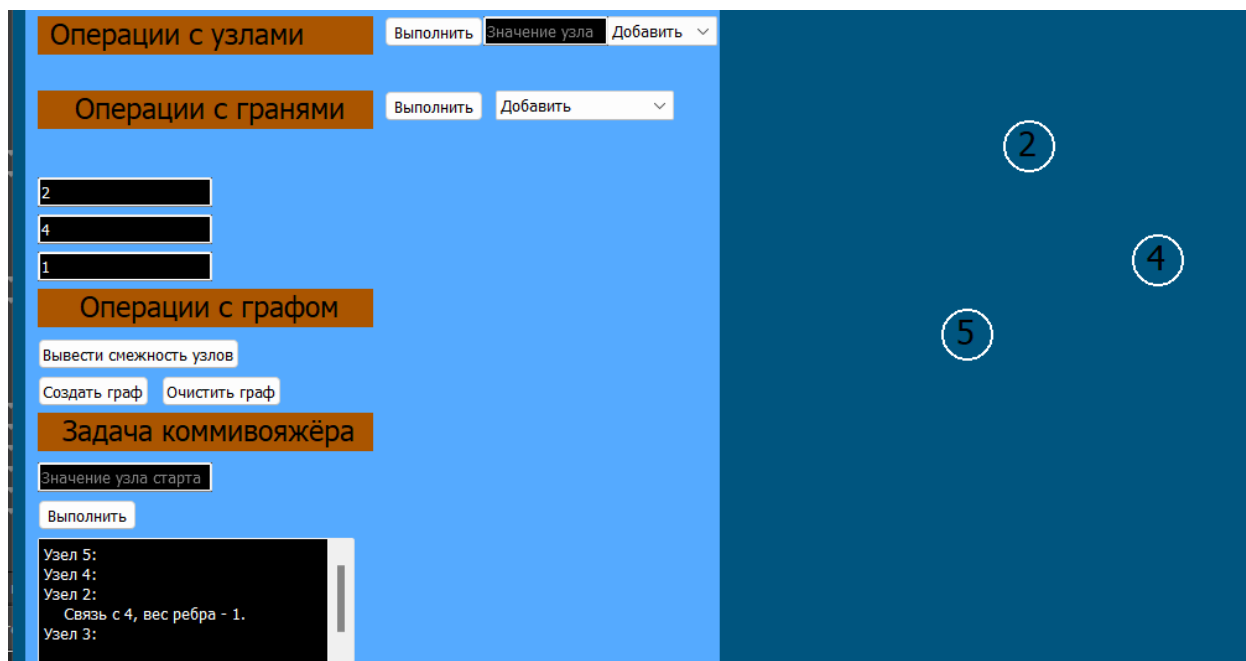 Операции с узлами
Выполнить Значение узла Добавить
Операции с гранями
Выполнить Добавить
2
4
1
Операции с графом
Вывести смежность узлов
Создать граф Очистить граф
Задача коммивояжёра
Значение узла старта
Выполнить
Узел 5:
Узел 4:
Узел 2:
Связь с 4, вес ребра - 1.
Узел 3:
2
4
5